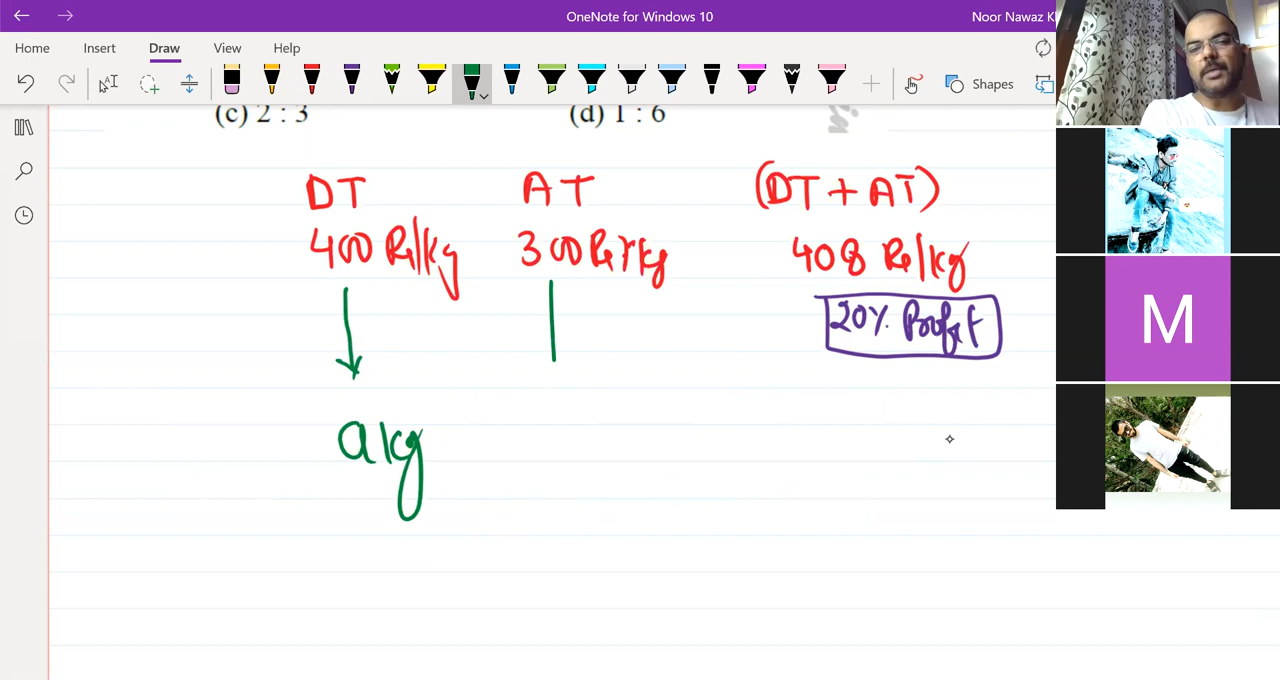 OneNote for Windows 10
Noor Nawaz K
Home Insert Draw View Help
Shapes
(c) 2 : 3 (d) 1 : 6
DT AT (DT + AT)
400 Rs/kg 300 Rs/kg 408 Rs/kg
20% Profit
a kg
M